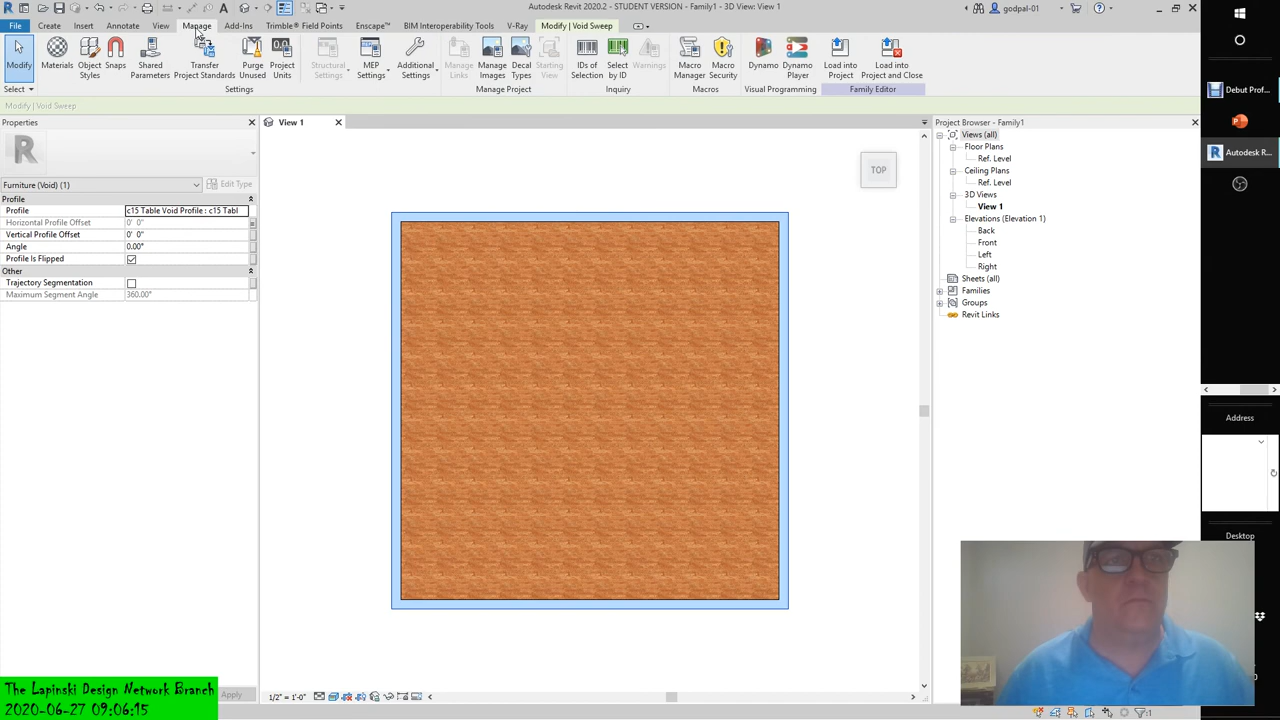 Autodesk Revit 2020.2 - STUDENT VERSION - Family1 - 3D View: View 1
godpal-01
File Create Insert Annotate View Manage Add-Ins Trimble® Field Points Enscape™ BIM Interoperability Tools V-Ray Modify | Void Sweep
Modify
Materials
Object Styles
Snaps
Shared Parameters
Transfer Project Standards
Purge Unused
Project Units
Structural Settings
MEP Settings
Additional Settings
Manage Links
Manage Images
Decal Types
Starting View
IDs of Selection
Select by ID
Warnings
Macro Manager
Macro Security
Dynamo
Dynamo Player
Load into Project
Load into Project and Close
Select Settings Manage Project Inquiry Macros Visual Programming Family Editor
Modify | Void Sweep
Properties
Furniture (Void) (1) Edit Type
Profile
Profile c15 Table Void Profile : c15 Tabl
Horizontal Profile Offset 0' 0"
Vertical Profile Offset 0' 0"
Angle 0.00°
Profile Is Flipped
Other
Trajectory Segmentation
Maximum Segment Angle 360.00°
Apply
View 1
TOP
1/2" = 1'-0"
Project Browser - Family1
Views (all)
Floor Plans
Ref. Level
Ceiling Plans
Ref. Level
3D Views
View 1
Elevations (Elevation 1)
Back
Front
Left
Right
Sheets (all)
Families
Groups
Revit Links
:1
Debut Prof...
Autodesk R...
Address
Desktop
The Lapinski Design Network Branch
2020-06-27 09:06:15